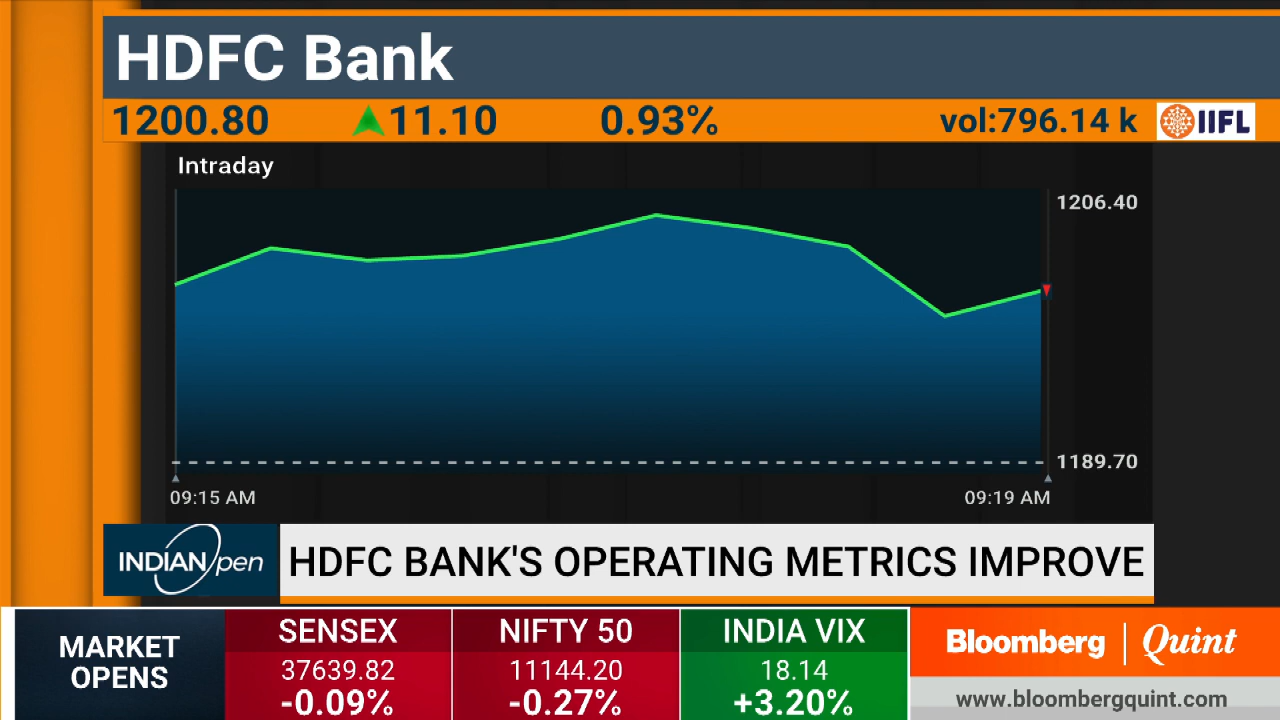 HDFC Bank
1200.80 11.10 0.93% vol:796.14 k IIFL
Intraday
1206.40
1189.70
09:15 AM 09:19 AM
INDIAN Open HDFC BANK'S OPERATING METRICS IMPROVE
MARKET OPENS
SENSEX
37639.82
-0.09%
NIFTY 50
11144.20
-0.27%
INDIA VIX
18.14
+3.20%
Bloomberg | Quint
www.bloombergquint.com